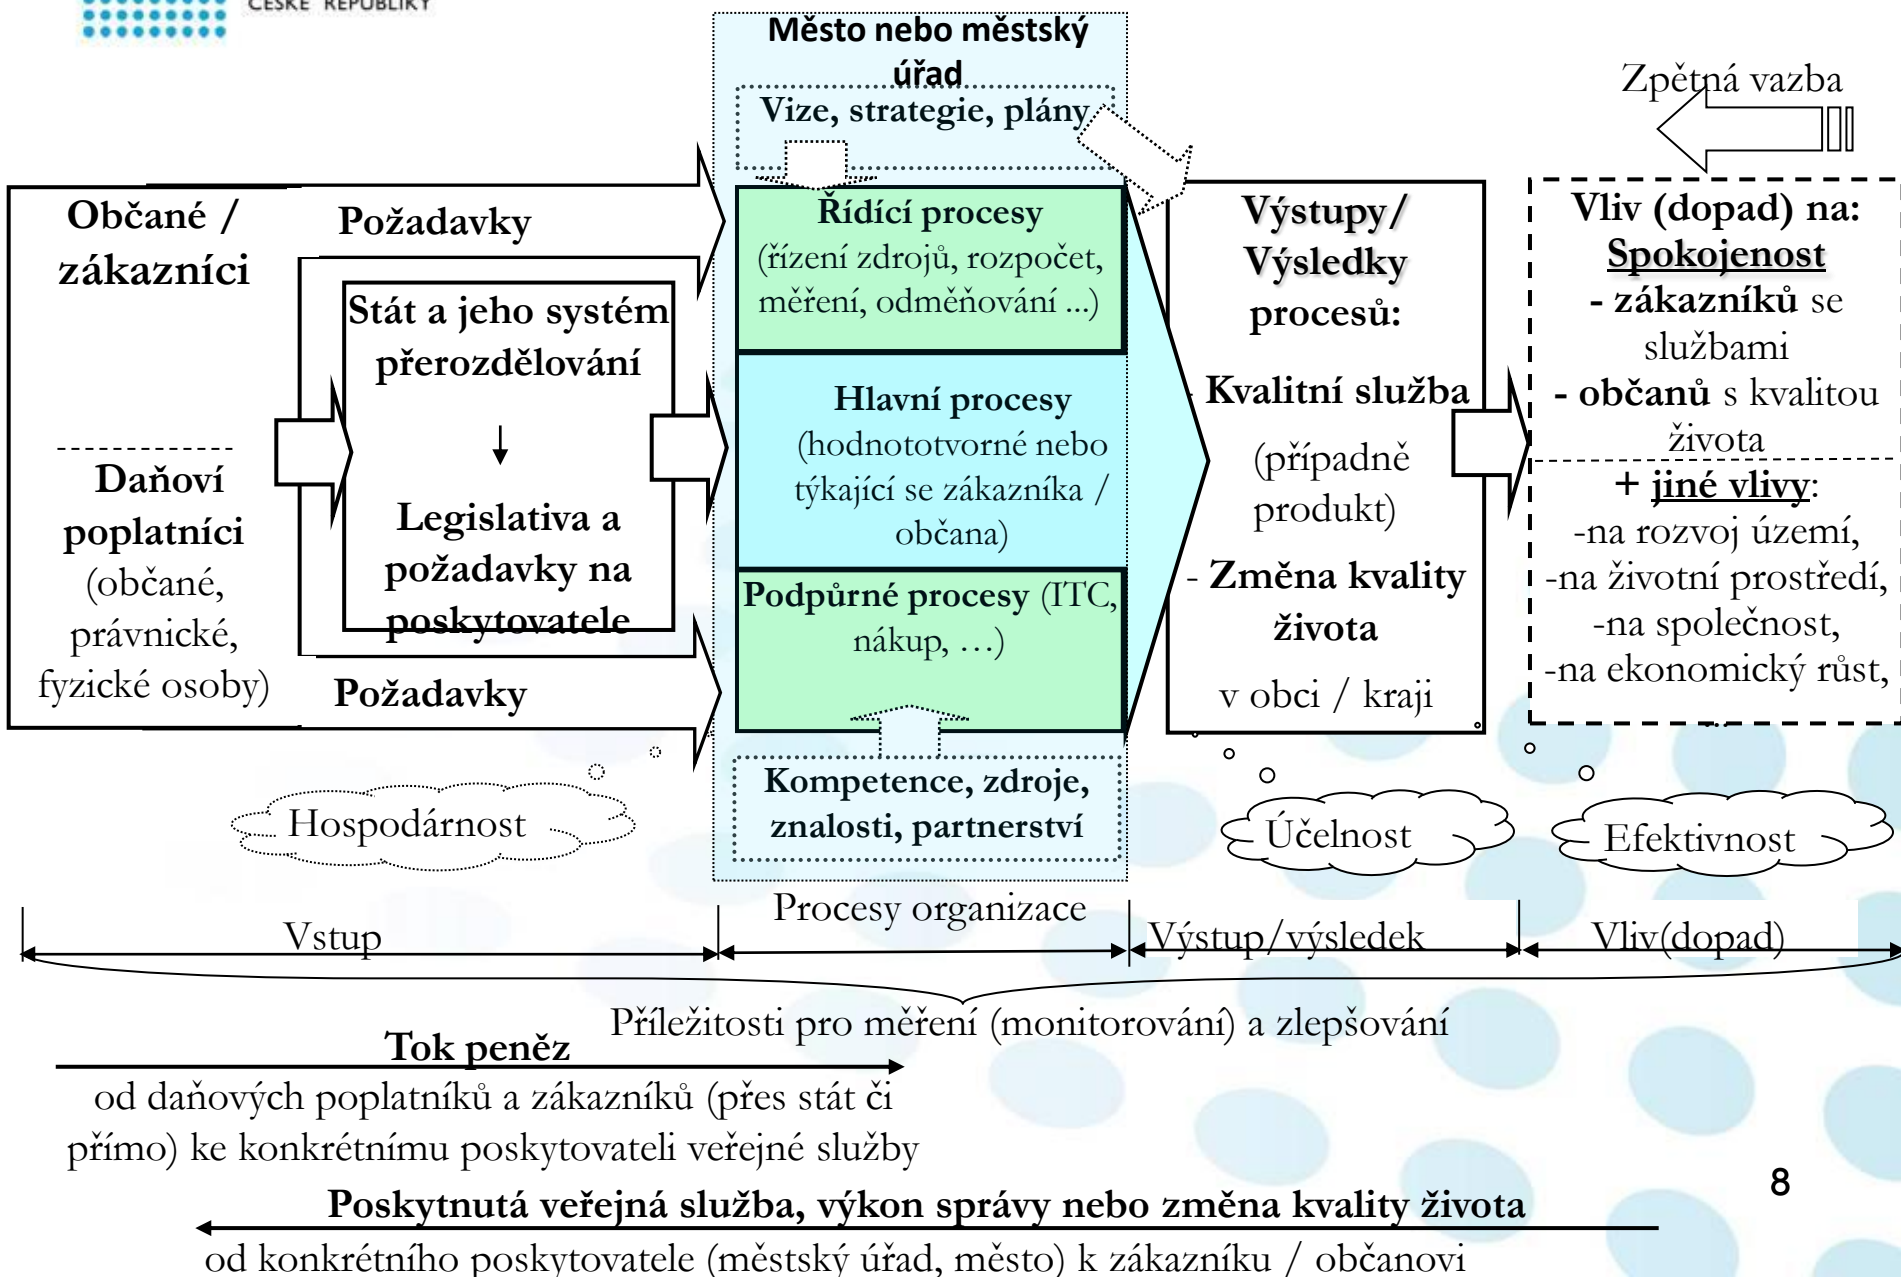 ČESKÉ REPUBLIKY
Město nebo městský
úřad
Vize, strategie, plány
Zpětná vazba
Občané /
zákazníci
Daňoví
poplatníci
(občané,
právnické,
fyzické osoby)
Požadavky
Stát a jeho systém
přerozdělování
Legislativa a
požadavky na
poskytovatele
Požadavky
Řídící procesy
(řízení zdrojů, rozpočet,
měření, odměňování ...)
Hlavní procesy
(hodnototvorné nebo
týkající se zákazníka /
občana)
Podpůrné procesy (ITC,
nákup, …)
Kompetence, zdroje,
znalosti, partnerství
Výstupy/
Výsledky
procesů:
- Kvalitní služba
(případně
produkt)
- Změna kvality
života
v obci / kraji
Vliv (dopad) na:
Spokojenost
- zákazníků se
službami
- občanů s kvalitou
života
+ jiné vlivy:
-na rozvoj území,
-na životní prostředí,
-na společnost,
-na ekonomický růst,
...
Hospodárnost
Účelnost
Efektivnost
Vstup
Procesy organizace
Výstup/výsledek
Vliv(dopad)
Příležitosti pro měření (monitorování) a zlepšování
Tok peněz
od daňových poplatníků a zákazníků (přes stát či
přímo) ke konkrétnímu poskytovateli veřejné služby
8
Poskytnutá veřejná služba, výkon správy nebo změna kvality života
od konkrétního poskytovatele (městský úřad, město) k zákazníku / občanovi